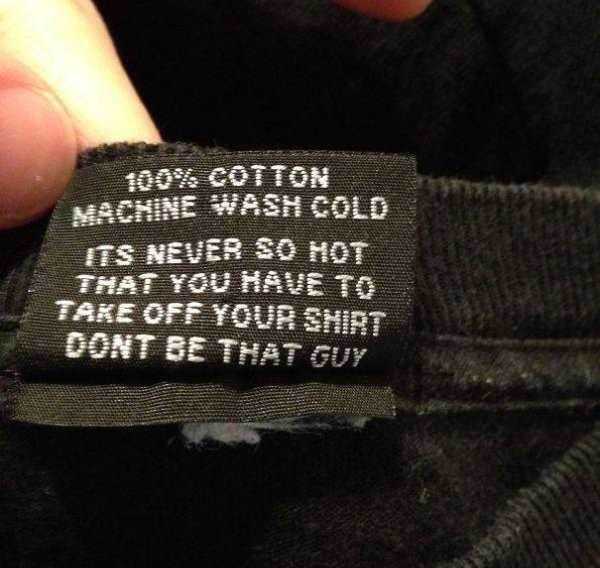 100% COTTON
MACHINE WASH COLD
ITS NEVER SO HOT
THAT YOU HAVE TO
TAKE OFF YOUR SHIRT
DONT BE THAT GUY